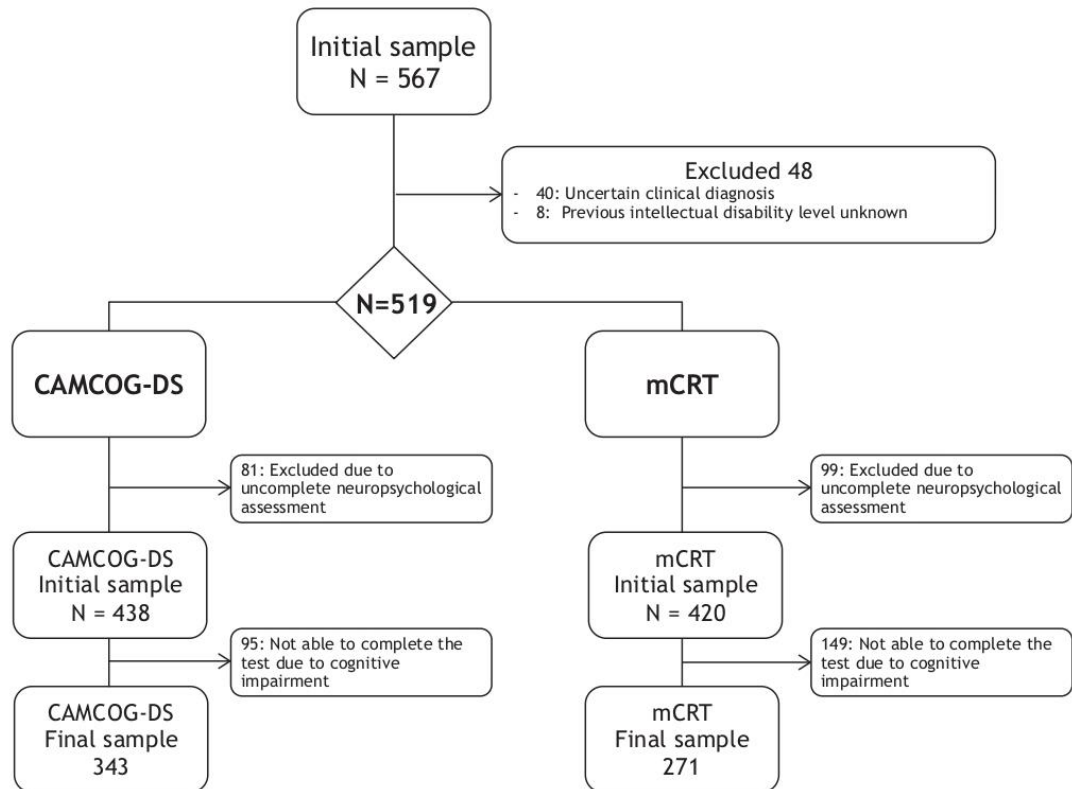 Initial sample
N = 567
Excluded 48
- 40: Uncertain clinical diagnosis
- 8: Previous intellectual disability level unknown
N=519
CAMCOG-DS
mCRT
81: Excluded due to
uncomplete neuropsychological
assessment
99: Excluded due to
uncomplete neuropsychological
assessment
CAMCOG-DS
Initial sample
N = 438
mCRT
Initial sample
N = 420
95: Not able to complete the
test due to cognitive
impairment
149: Not able to complete the
test due to cognitive
impairment
CAMCOG-DS
Final sample
343
mCRT
Final sample
271